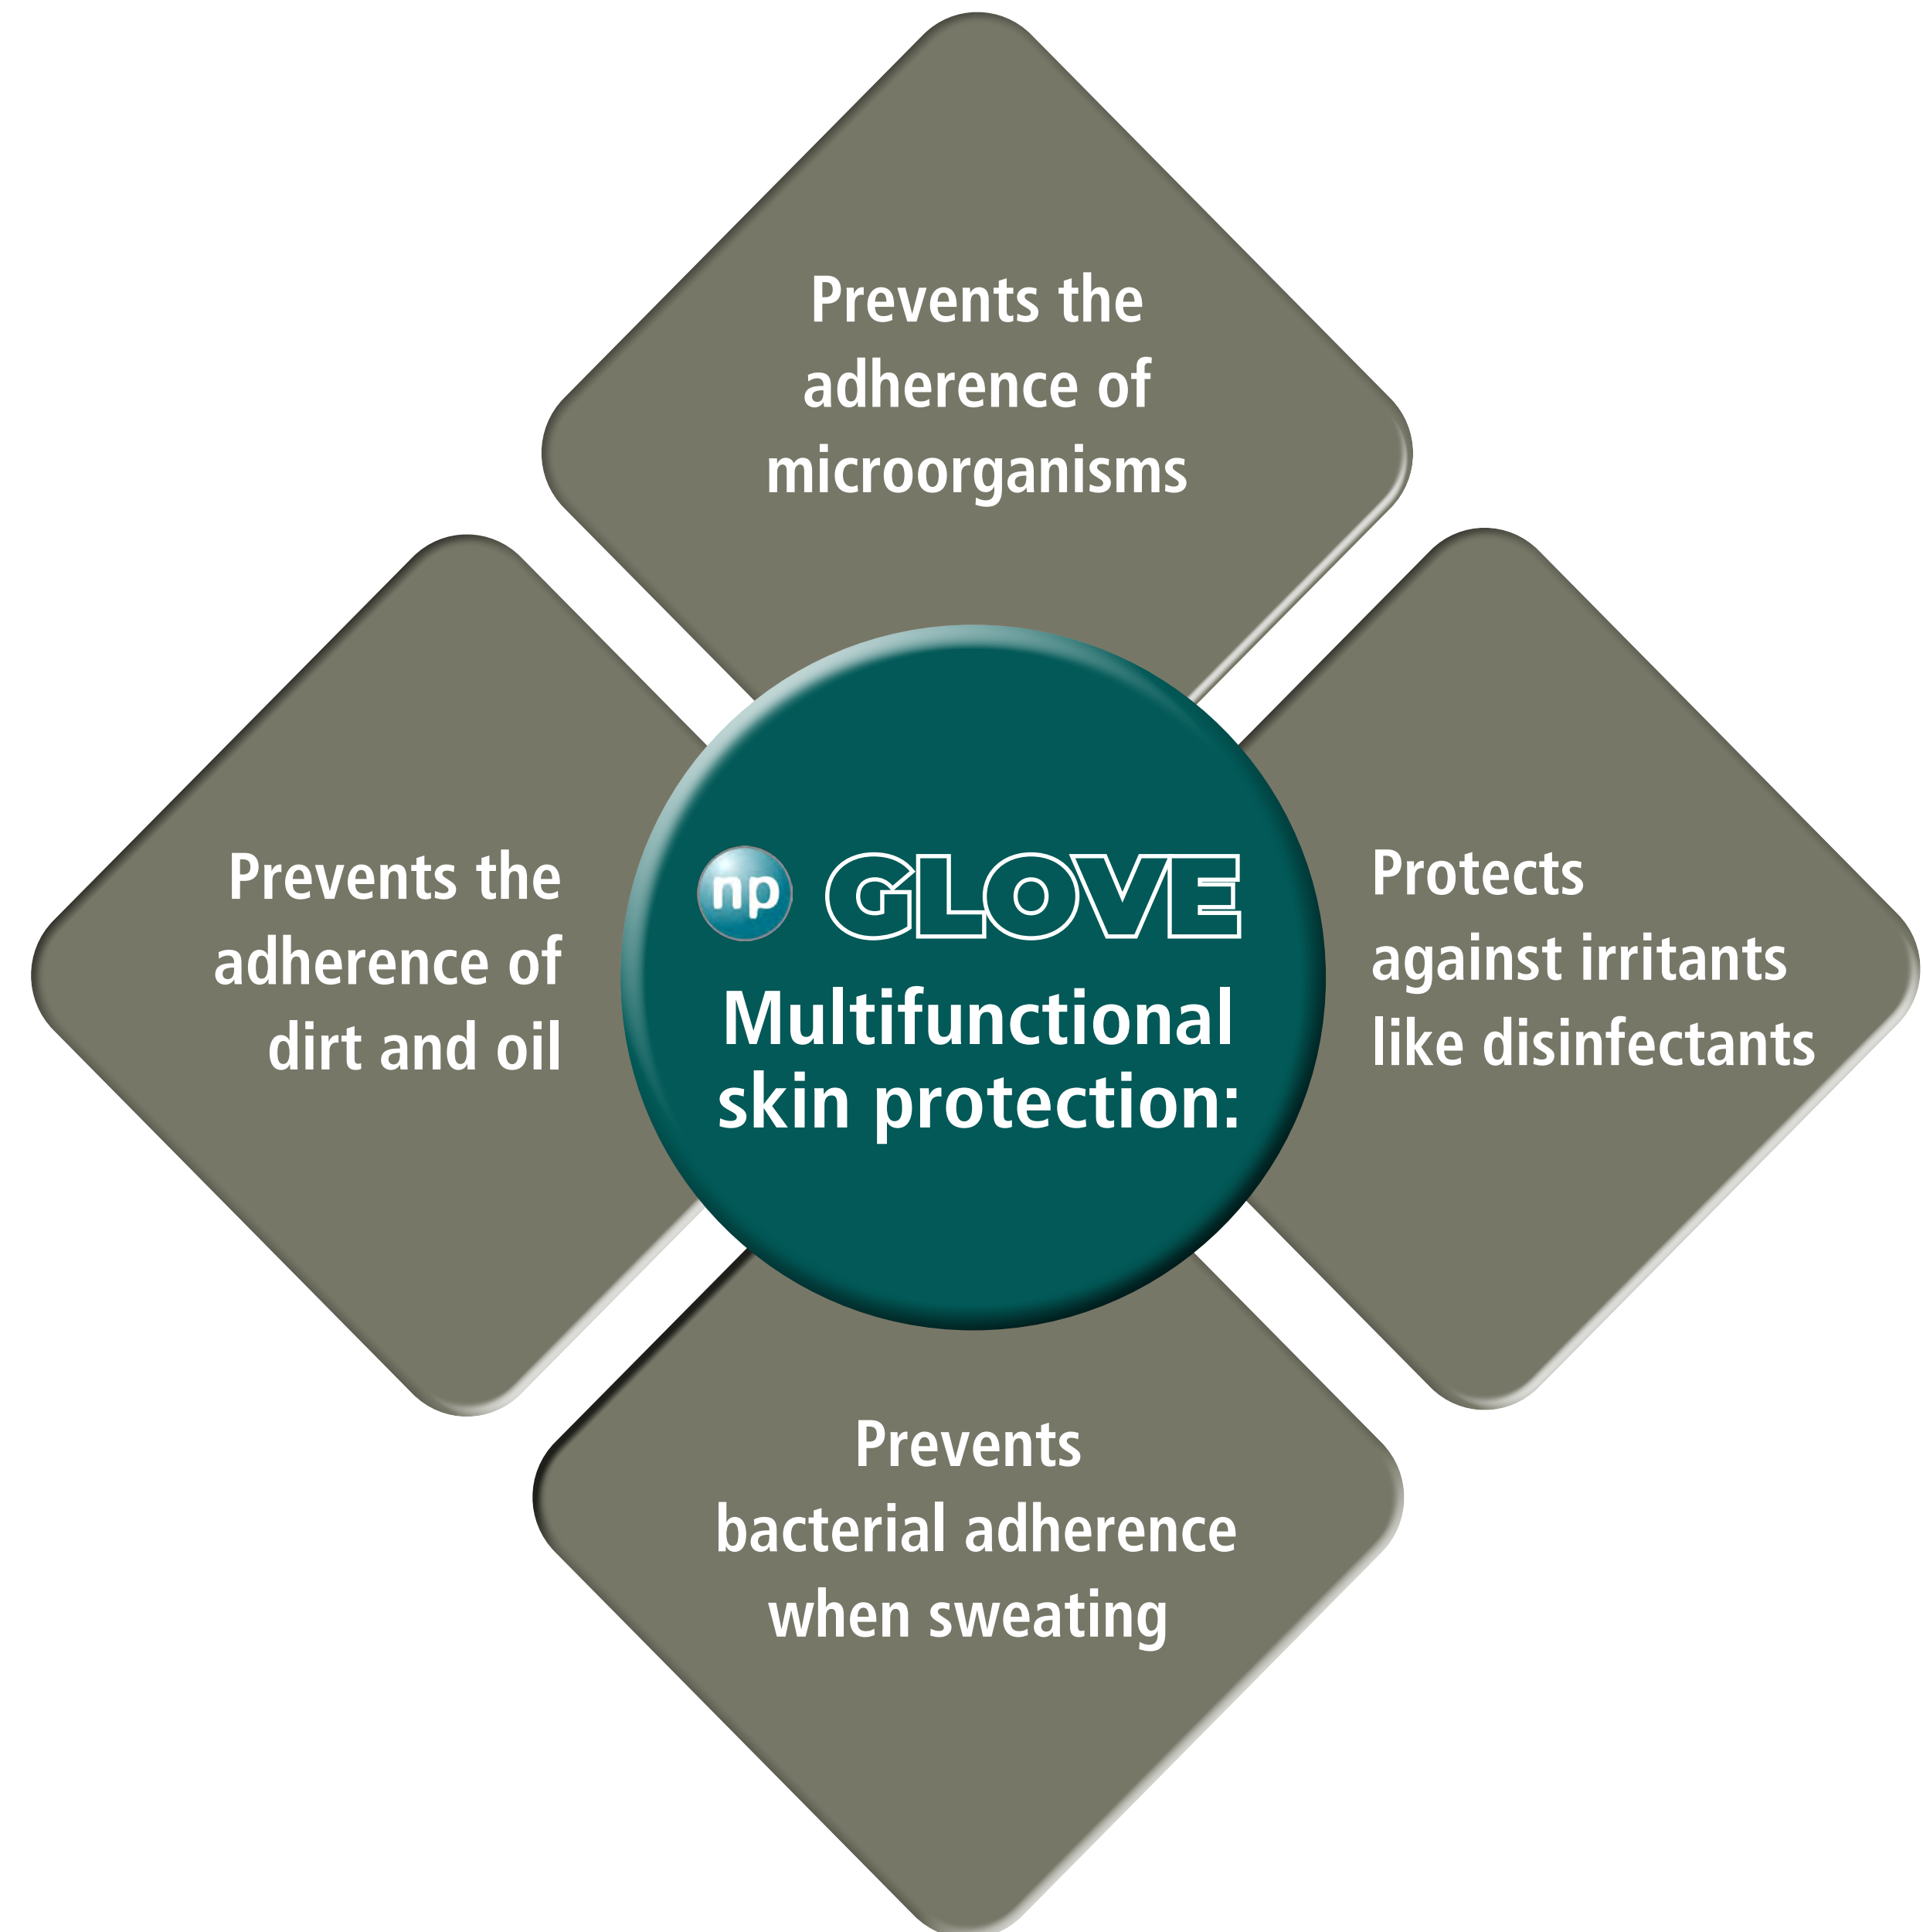 Prevents the
adherence of
microorganisms
Prevents the
adherence of
dirt and oil
np GLOVE
Multifunctional
skin protection:
Protects
against irritants
like disinfectants
Prevents
bacterial adherence
when sweating